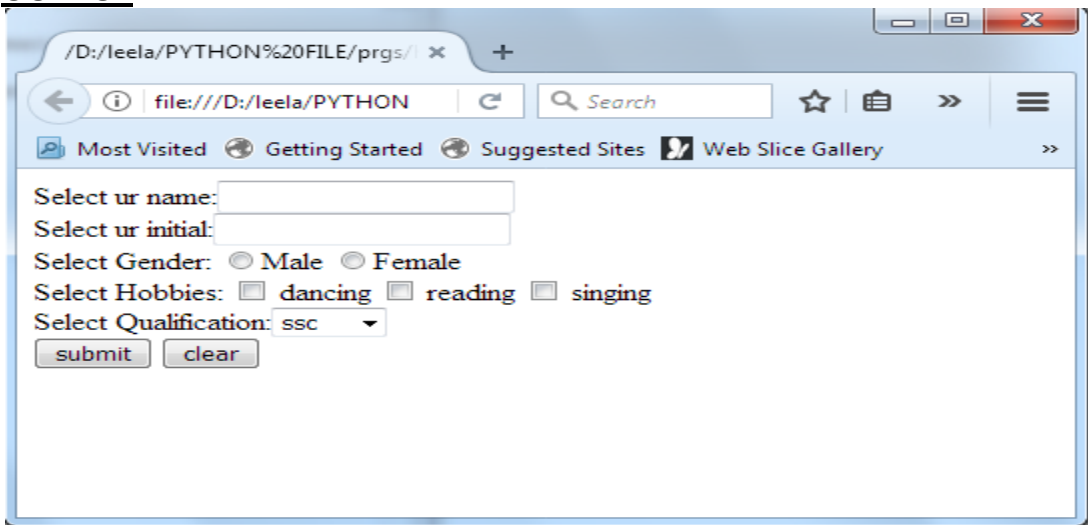 /D:/leela/PYTHON%20FILE/prgs/
file:///D:/leela/PYTHON Search
Most Visited Getting Started Suggested Sites Web Slice Gallery
Select ur name:
Select ur initial:
Select Gender: Male Female
Select Hobbies: dancing reading singing
Select Qualification: ssc
submit clear